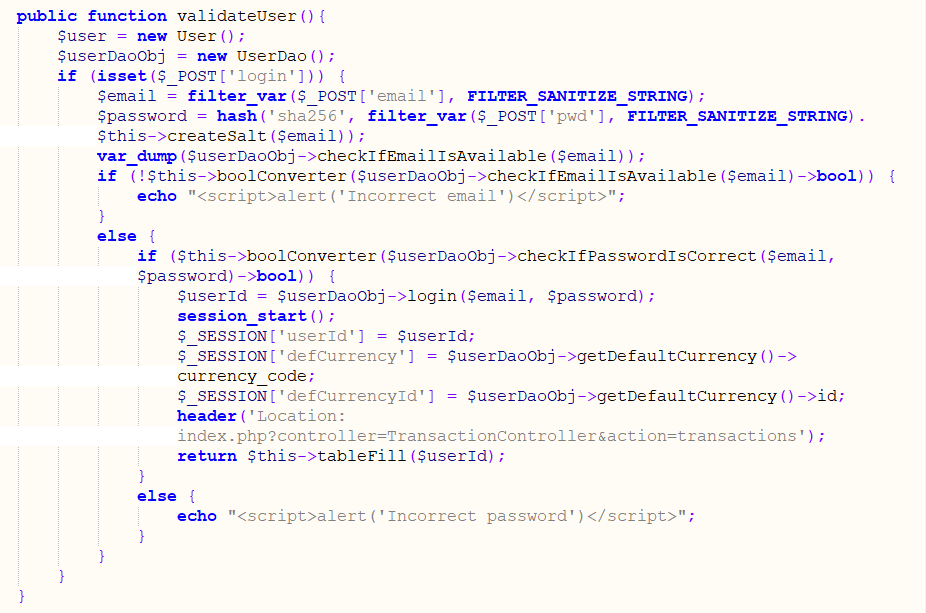 public function validateUser(){
$user = new User();
$userDaoObj = new UserDao();
if (isset($_POST['login'])) {
$email = filter_var($_POST['email'], FILTER_SANITIZE_STRING);
$password = hash('sha256', filter_var($_POST['pwd'], FILTER_SANITIZE_STRING).
$this->createSalt($email));
var_dump($userDaoObj->checkIfEmailIsAvailable($email));
if (!$this->boolConverter($userDaoObj->checkIfEmailIsAvailable($email)->bool)) {
echo "<script>alert('Incorrect email')</script>";
}
else {
if ($this->boolConverter($userDaoObj->checkIfPasswordIsCorrect($email,
$password)->bool)) {
$userId = $userDaoObj->login($email, $password);
session_start();
$_SESSION['userId'] = $userId;
$_SESSION['defCurrency'] = $userDaoObj->getDefaultCurrency()->
currency_code;
$_SESSION['defCurrencyId'] = $userDaoObj->getDefaultCurrency()->id;
header('Location:
index.php?controller=TransactionController&action=transactions');
return $this->tableFill($userId);
}
else {
echo "<script>alert('Incorrect password')</script>";
}
}
}
}